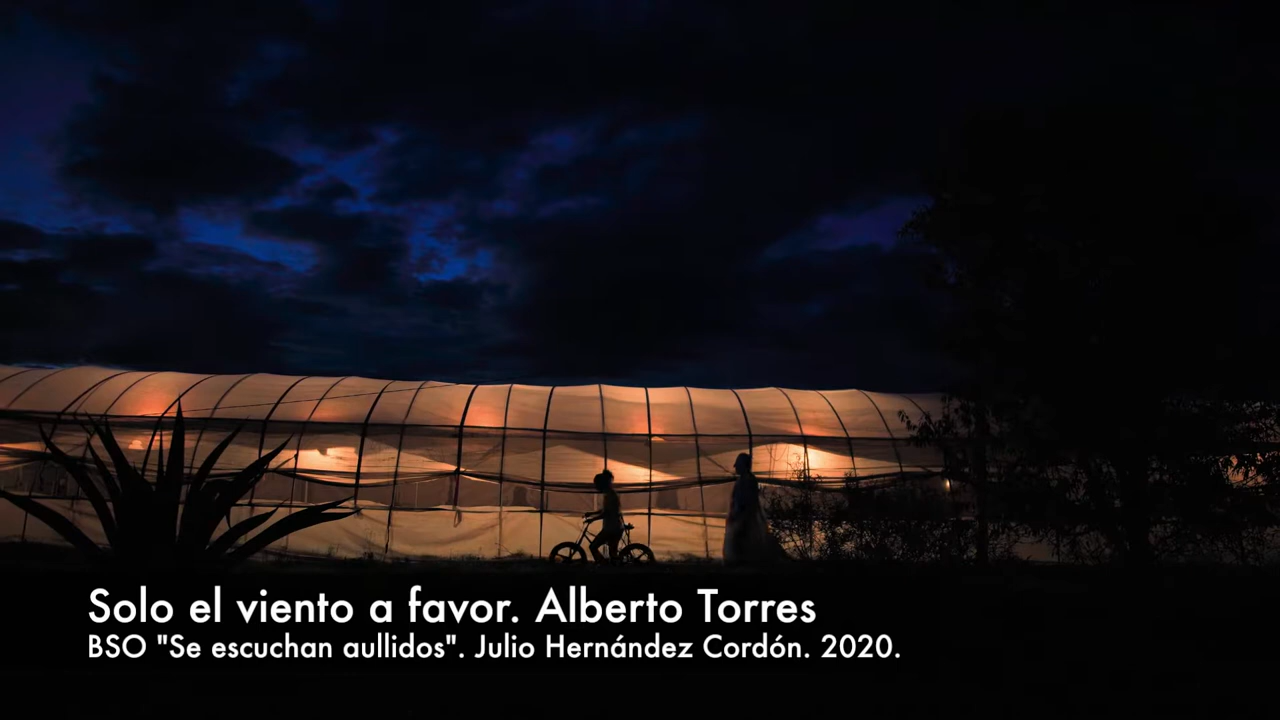 Solo el viento a favor. Alberto Torres
BSO "Se escuchan aullidos". Julio Hernández Cordón. 2020.